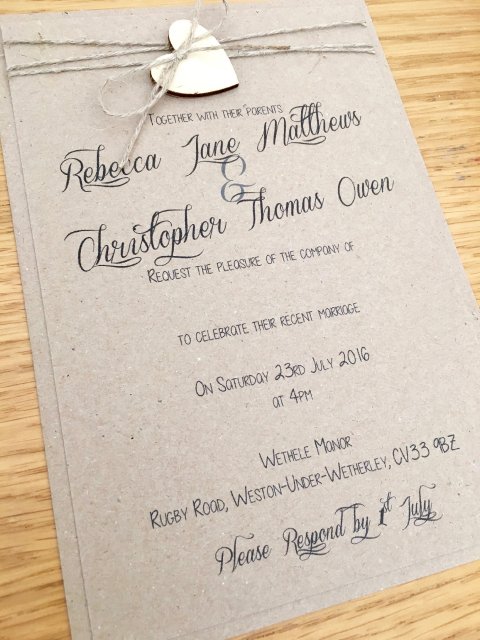 Together with their parents
Rebecca Jane Matthews
&
Christopher Thomas Owen
Request the pleasure of the company of
to celebrate their recent marriage
On Saturday 23rd July 2016
at 4pm
Wethele Manor
Rugby Road, Weston-Under-Wetherley, CV33 9BZ
Please Respond by 1st July